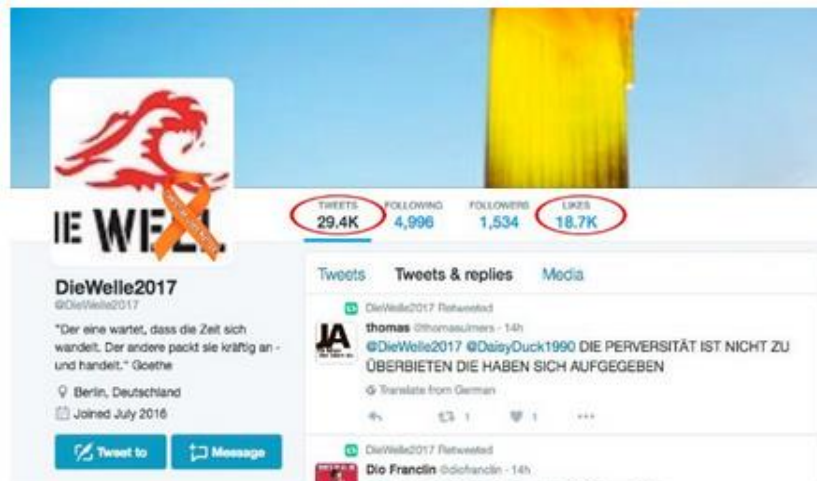 IE WELL
TWEETS FOLLOWING FOLLOWERS LIKES
29.4K 4,996 1,534 18.7K
DieWelle2017
@DieWelle2017
"Der eine wartet, dass die Zeit sich
wandelt. Der andere packt sie kräftig an -
und handelt." Goethe
Berlin, Deutschland
Joined July 2016
Tweet to Message
Tweets Tweets & replies Media
DieWelle2017 Retweeted
JA thomas @thomasulmers · 14h
@DieWelle2017 @DaisyDuck1990 DIE PERVERSITÄT IST NICHT ZU
ÜBERBIETEN DIE HABEN SICH AUFGEGEBEN
Translate from German
1 1
DieWelle2017 Retweeted
Dio Franclin @diofranclin · 14h